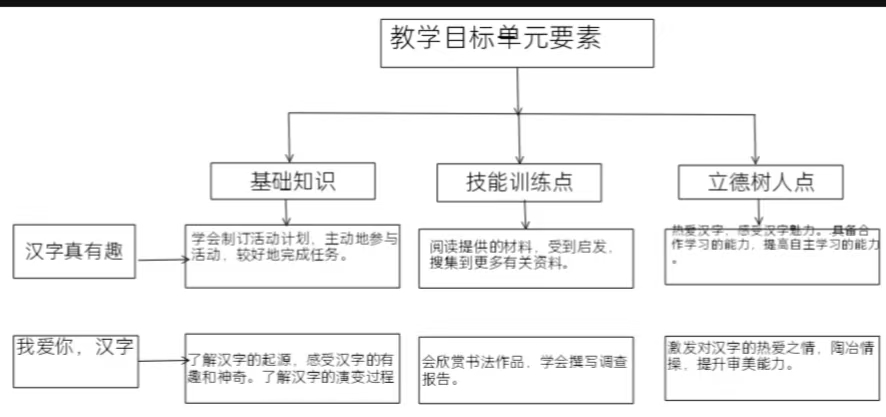 教学目标单元要素
基础知识
技能训练点
立德树人点
汉字真有趣
学会制订活动计划，主动地参与
活动，较好地完成任务。
阅读提供的材料，受到启发，
搜集到更多有关资料。
热爱汉字，感受汉字魅力。具备合
作学习的能力，提高自主学习的能力
。
我爱你，汉字
了解汉字的起源，感受汉字的有
趣和神奇。了解汉字的演变过程
会欣赏书法作品，学会撰写调查
报告。
激发对汉字的热爱之情，陶冶情
操，提升审美能力。